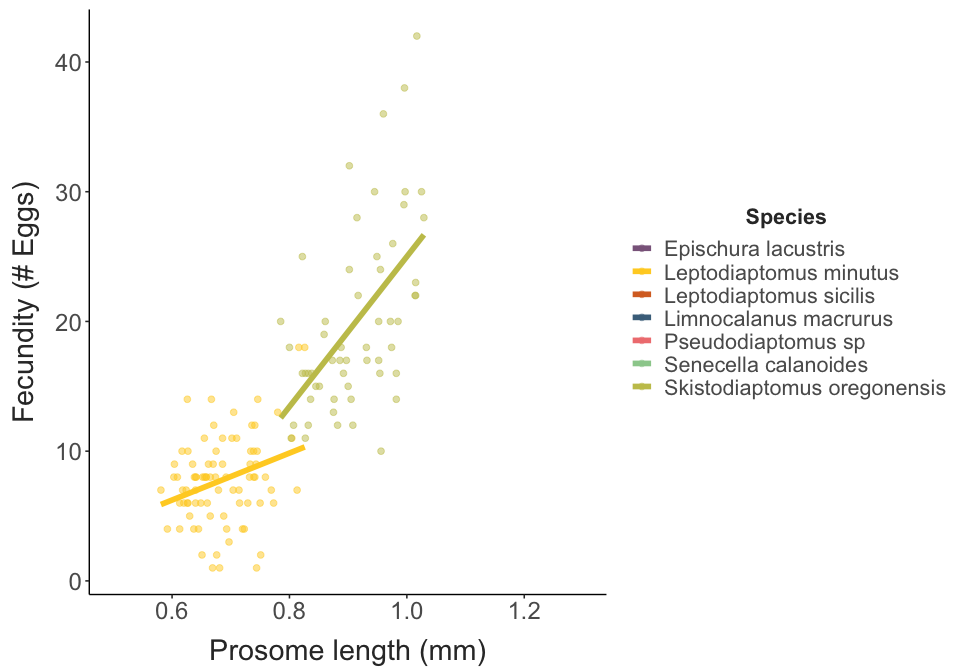 40
30
20
10
0
Fecundity (# Eggs)
0.6 0.8 1.0 1.2
Prosome length (mm)
Species
Epischura lacustris
Leptodiaptomus minutus
Leptodiaptomus sicilis
Limnocalanus macrurus
Pseudodiaptomus sp
Senecella calanoides
Skistodiaptomus oregonensis